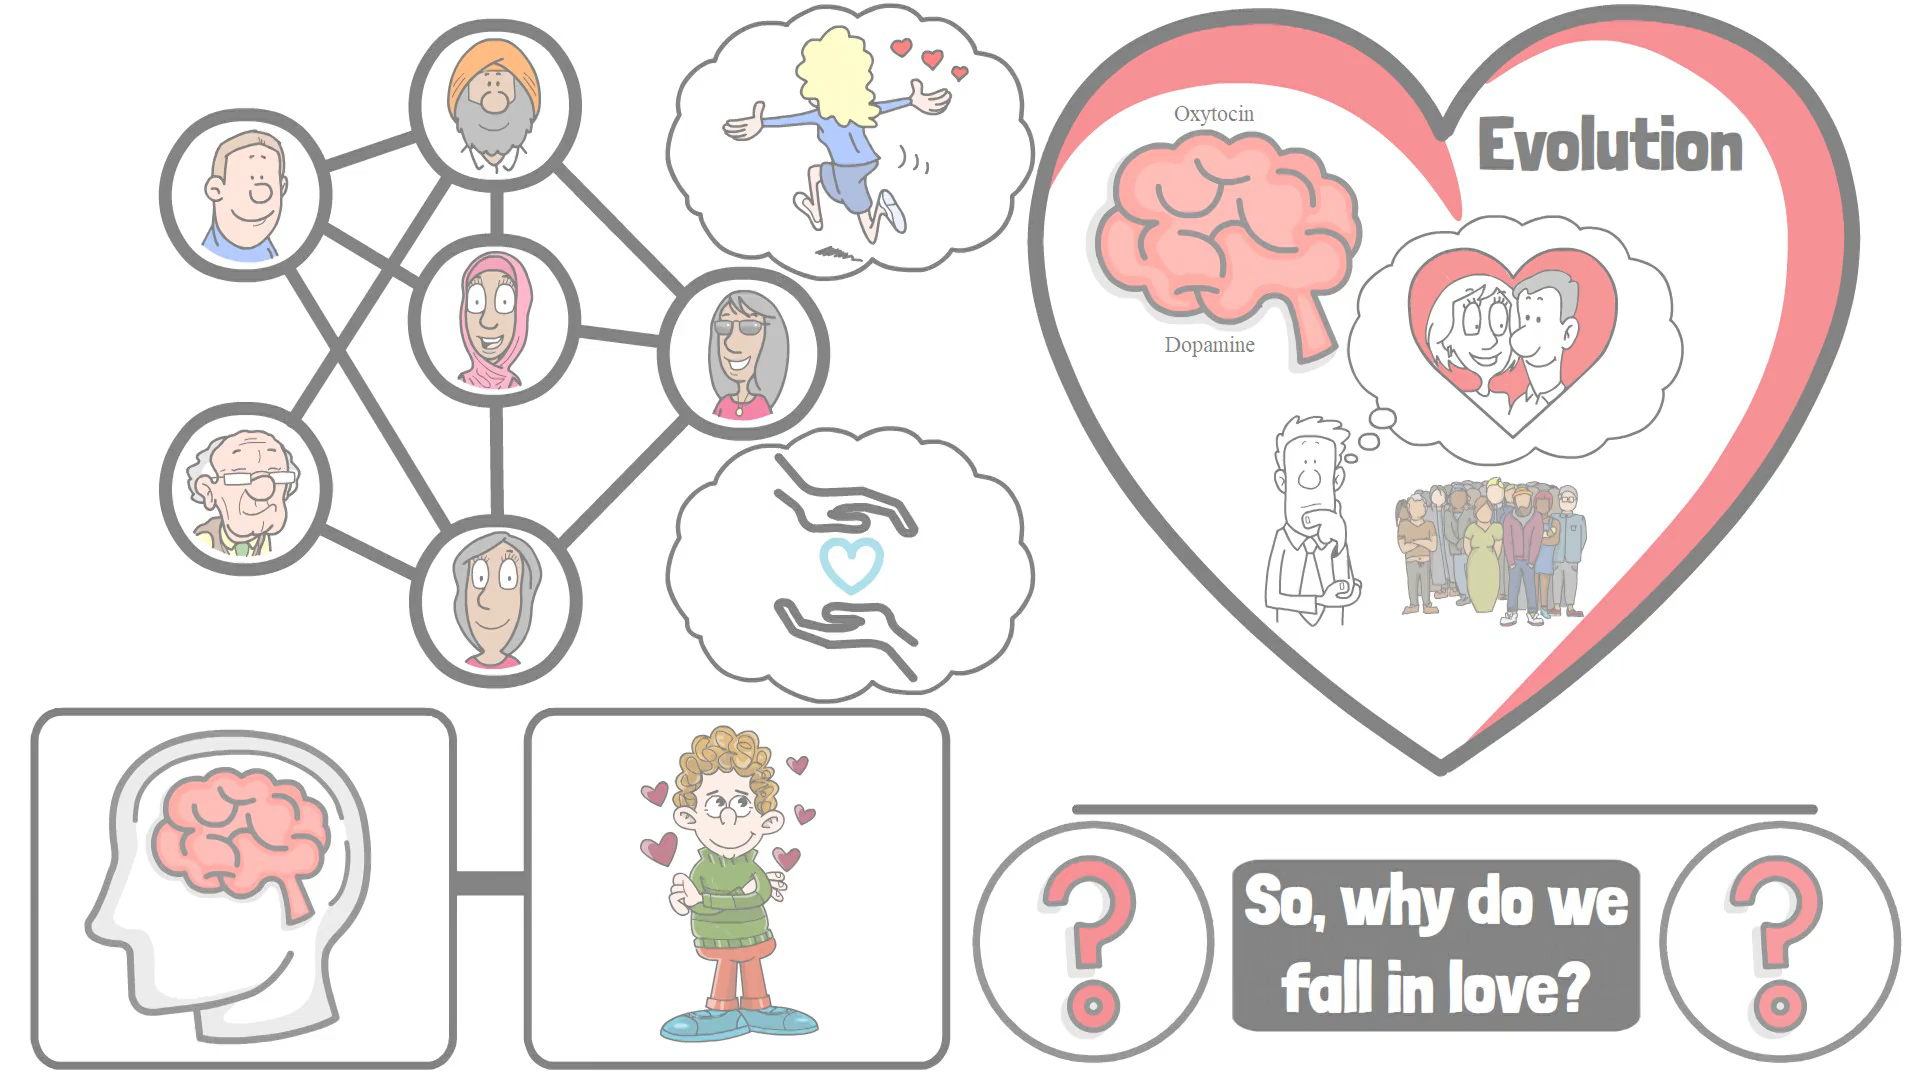 Oxytocin
Evolution
Dopamine
So, why do we
fall in love?